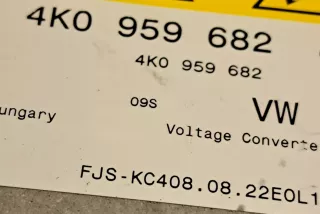 4K0 959 682
4K0 959 682
09S
VW
ungary
Voltage Converte
FJS-KC408.08.22E0L1